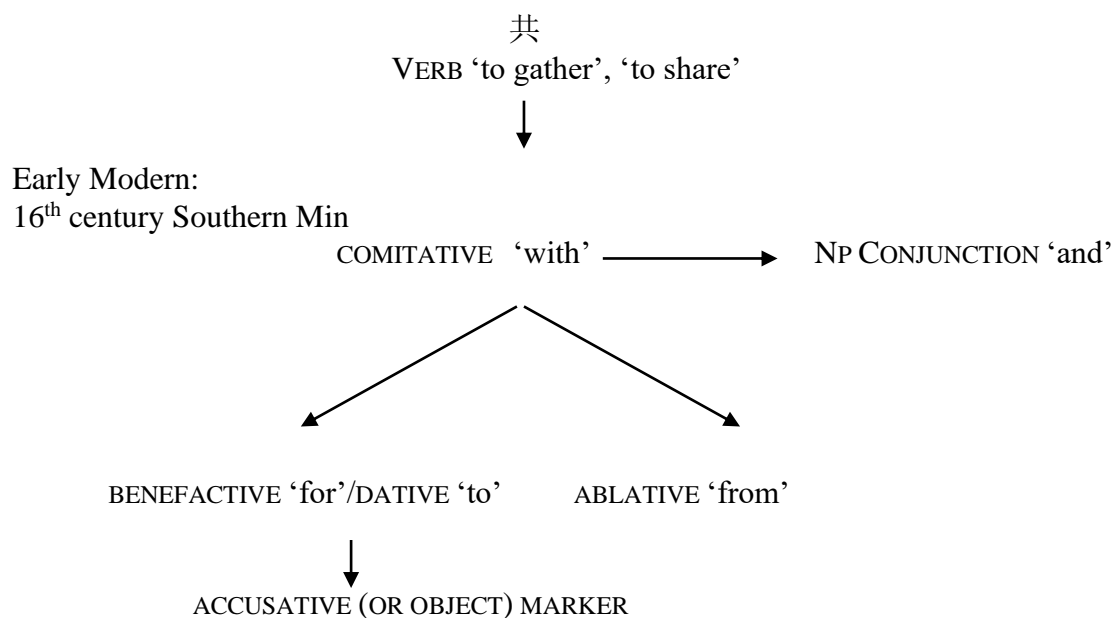 共
VERB ‘to gather’, ‘to share’
Early Modern:
16th century Southern Min
COMITATIVE ‘with’ NP CONJUNCTION ‘and’
BENEFACTIVE ‘for’/DATIVE ‘to’ ABLATIVE ‘from’
ACCUSATIVE (OR OBJECT) MARKER